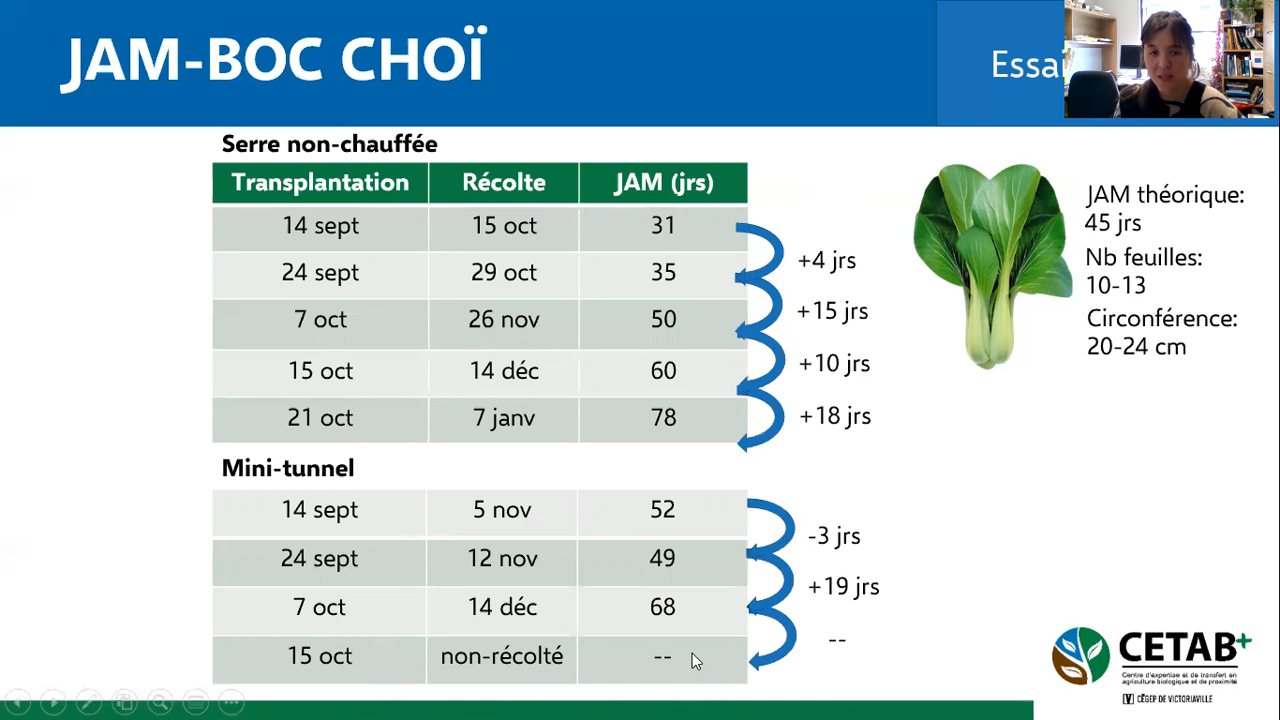 JAM-BOC CHOÏ
Essai
Serre non-chauffée
Transplantation Récolte JAM (jrs)
14 sept 15 oct 31
24 sept 29 oct 35
7 oct 26 nov 50
15 oct 14 déc 60
21 oct 7 janv 78
+4 jrs
+15 jrs
+10 jrs
+18 jrs
Mini-tunnel
14 sept 5 nov 52
24 sept 12 nov 49
7 oct 14 déc 68
15 oct non-récolté --
-3 jrs
+19 jrs
--
JAM théorique:
45 jrs
Nb feuilles:
10-13
Circonférence:
20-24 cm
CETAB+
Centre d'expertise et de transfert en
agriculture biologique et de proximité
CÉGEP DE VICTORIAVILLE